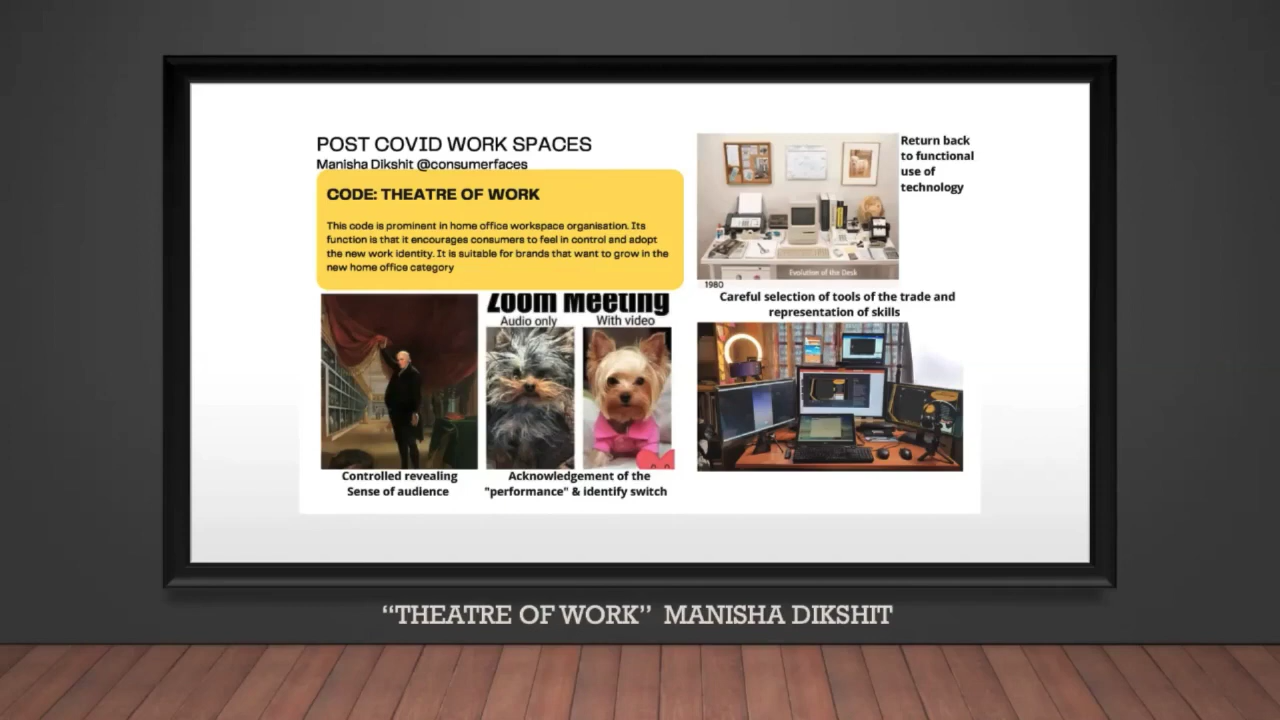 POST COVID WORK SPACES
Manisha Dikshit @consumerfaces
CODE: THEATRE OF WORK
This code is prominent in home office workspace organisation. Its
function is that it encourages consumers to feel in control and adopt
the new work identity. It is suitable for brands that want to grow in the
new home office category
Zoom Meeting
Audio only
With video
Controlled revealing
Sense of audience
Acknowledgement of the
"performance" & identify switch
Return back
to functional
use of
technology
Evolution of the Desk
1980
Careful selection of tools of the trade and
representation of skills
“THEATRE OF WORK” MANISHA DIKSHIT